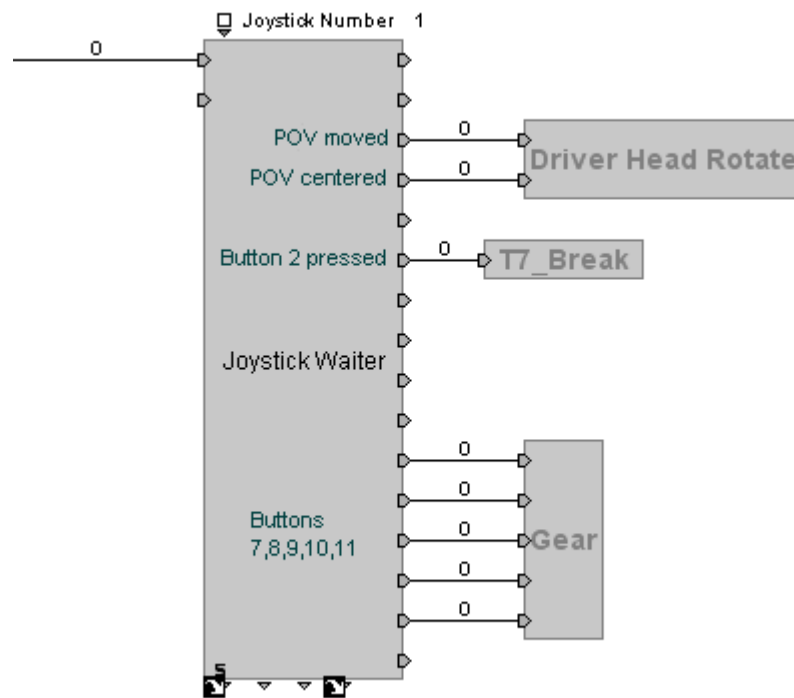 Joystick Number 1
0
POV moved
0
Driver Head Rotate
POV centered
0
Button 2 pressed
0
T7_Break
Joystick Waiter
0
0
Buttons
7,8,9,10,11
0
Gear
0
0
S